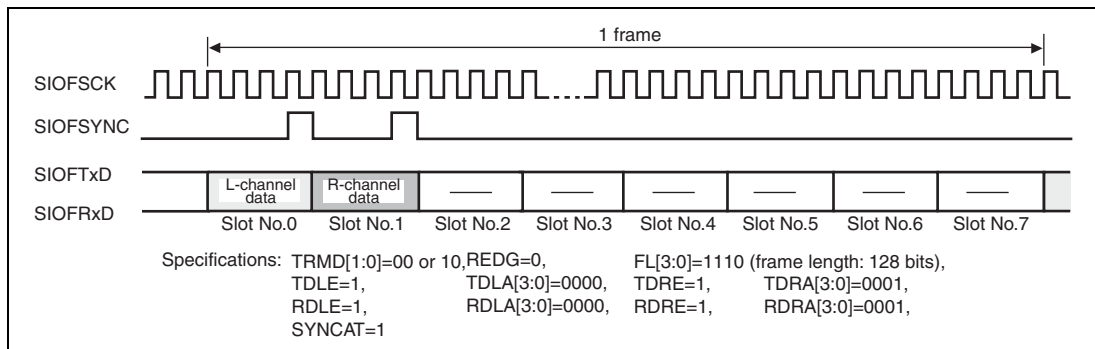 1 frame
SIOFSCK
SIOFSYNC
SIOFTxD
L-channel data
R-channel data
SIOFRxD
Slot No.0 Slot No.1 Slot No.2 Slot No.3 Slot No.4 Slot No.5 Slot No.6 Slot No.7
Specifications: TRMD[1:0]=00 or 10, REDG=0, FL[3:0]=1110 (frame length: 128 bits),
TDLE=1, TDLA[3:0]=0000, TDRE=1, TDRA[3:0]=0001,
RDLE=1, RDLA[3:0]=0000, RDRE=1, RDRA[3:0]=0001,
SYNCAT=1